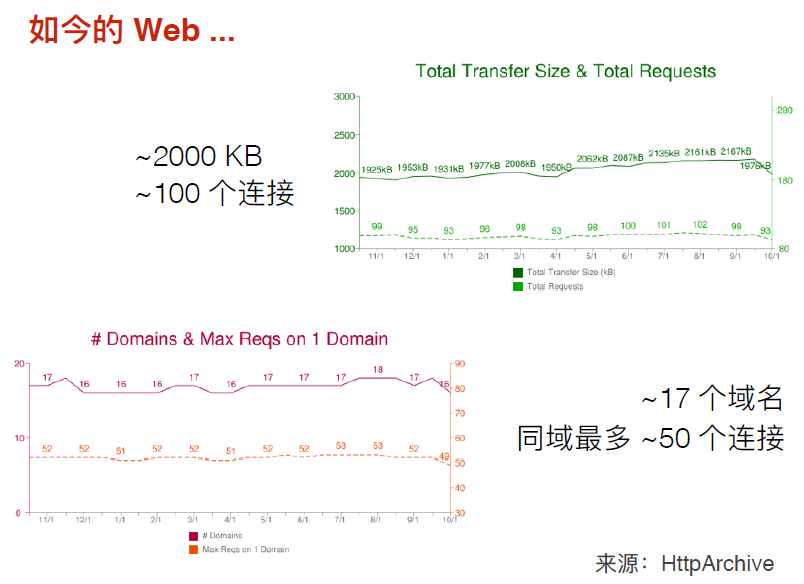 如今的 Web ...
~2000 KB
~100 个连接
Total Transfer Size & Total Requests
3000
2500
2000
1500
1000
280
180
80
1925kB 1953kB 1931kB 1977kB 2008kB 1950kB 2062kB 2087kB 2135kB 2161kB 2167kB 1976kB
99 95 93 96 98 93 98 100 101 102 99 93
11/1 12/1 1/1 2/1 3/1 4/1 5/1 6/1 7/1 8/1 9/1 10/1
Total Transfer Size (kB)
Total Requests
# Domains & Max Reqs on 1 Domain
20
10
0
90
80
70
60
50
40
30
17 16 16 16 17 16 17 17 17 18 17 16
52 52 51 52 52 51 52 52 53 53 52 49
11/1 12/1 1/1 2/1 3/1 4/1 5/1 6/1 7/1 8/1 9/1 10/1
# Domains
Max Reqs on 1 Domain
~17 个域名
同域最多 ~50 个连接
来源：HttpArchive